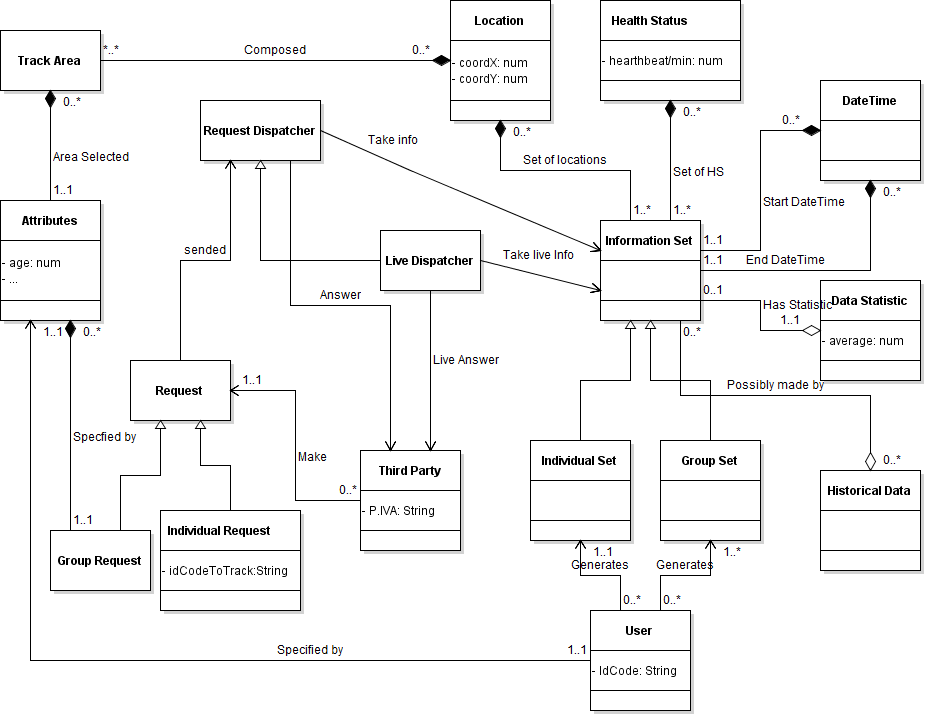 Location
- coordX: num
- coordY: num
Health Status
- hearthbeat/min: num
Track Area
*..*
Composed
0..*
0..*
Area Selected
1..1
DateTime
0..*
0..*
Start DateTime
1..1
End DateTime
1..1
Request Dispatcher
Take info
0..*
Set of locations
1..*
0..*
Set of HS
1..*
Attributes
- age: num
- ...
1..1
0..*
sended
Live Dispatcher
Take live Info
Information Set
0..1
Has Statistic
1..1
Data Statistic
- average: num
Answer
Live Answer
0..*
Possibly made by
0..*
Request
1..1
Make
0..*
Specfied by
1..1
Third Party
- P.IVA: String
Individual Set
Group Set
Historical Data
Group Request
Individual Request
- idCodeToTrack:String
1..1
Generates
0..*
1..*
Generates
0..*
User
- IdCode: String
Specified by
1..1